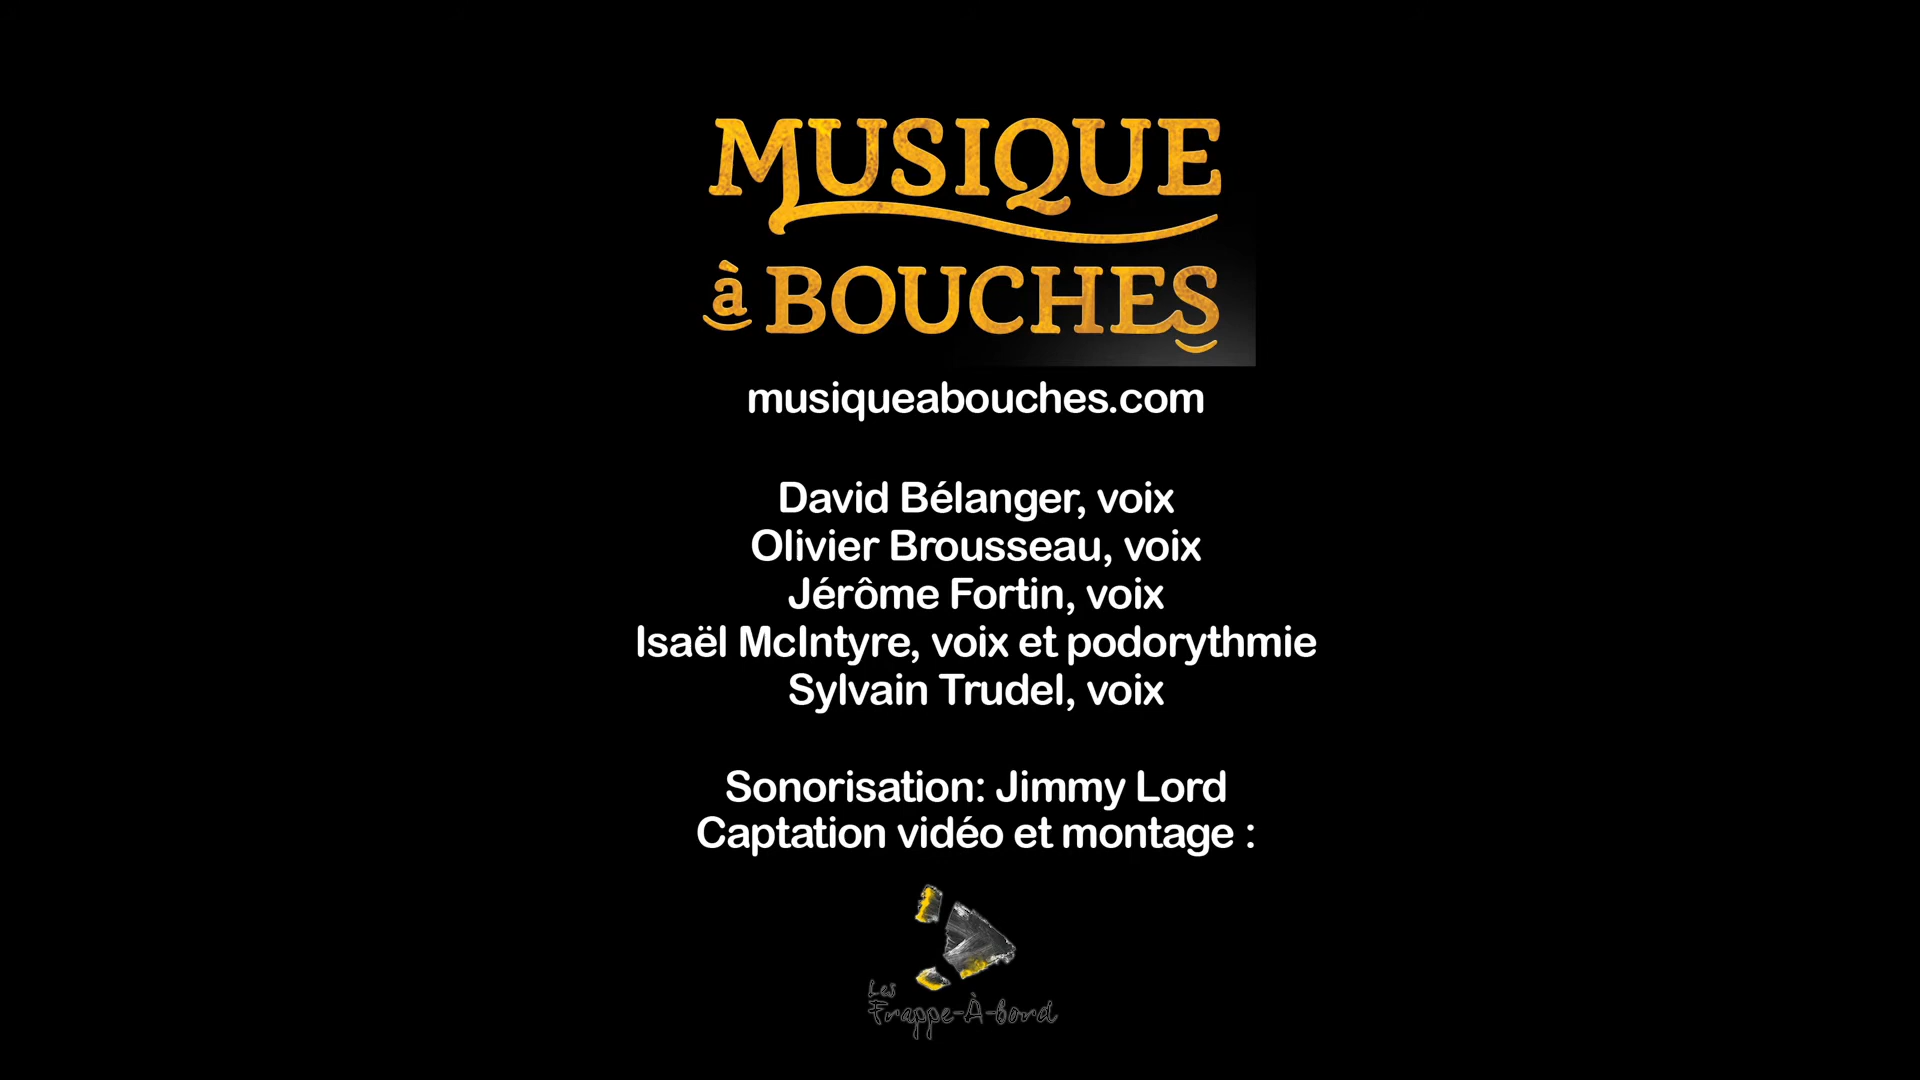 MUSIQUE
à BOUCHES
musiqueabouches.com
David Bélanger, voix
Olivier Brousseau, voix
Jérôme Fortin, voix
Isaël McIntyre, voix et podorythmie
Sylvain Trudel, voix
Sonorisation: Jimmy Lord
Captation vidéo et montage :
Les
Frappe-À-bord